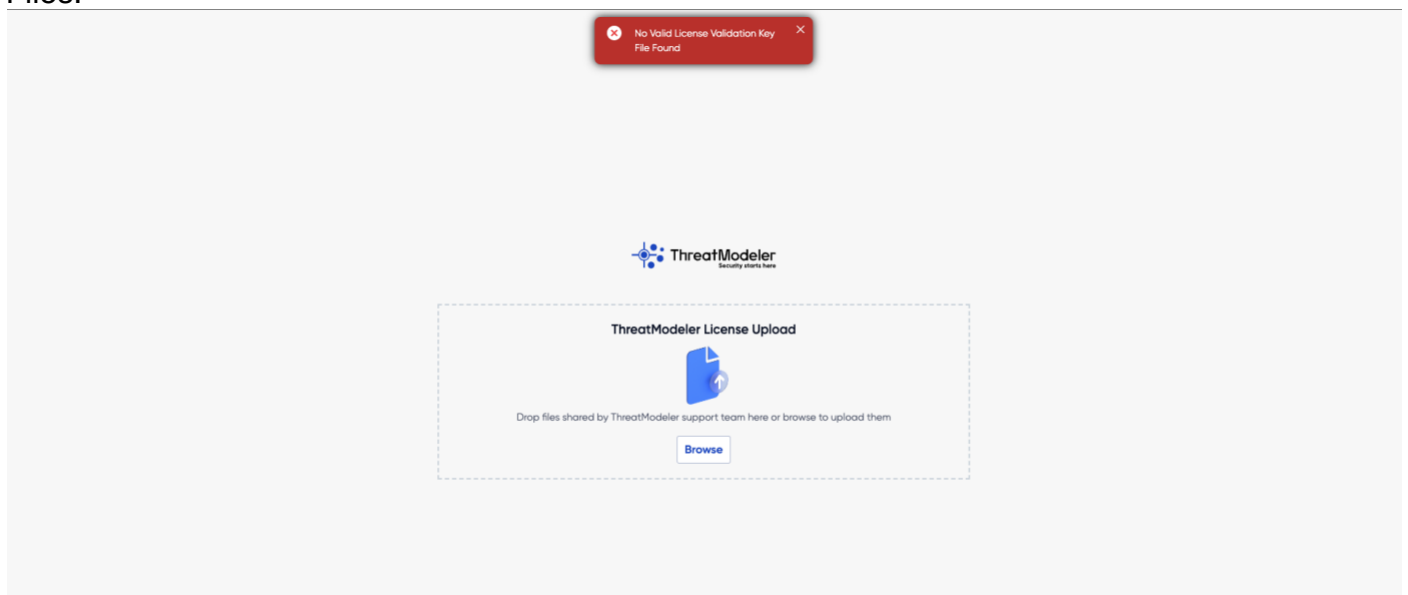 Files.
No Valid License Validation Key
File Found
ThreatModeler
Security starts here
ThreatModeler License Upload
Drop files shared by ThreatModeler support team here or browse to upload them
Browse